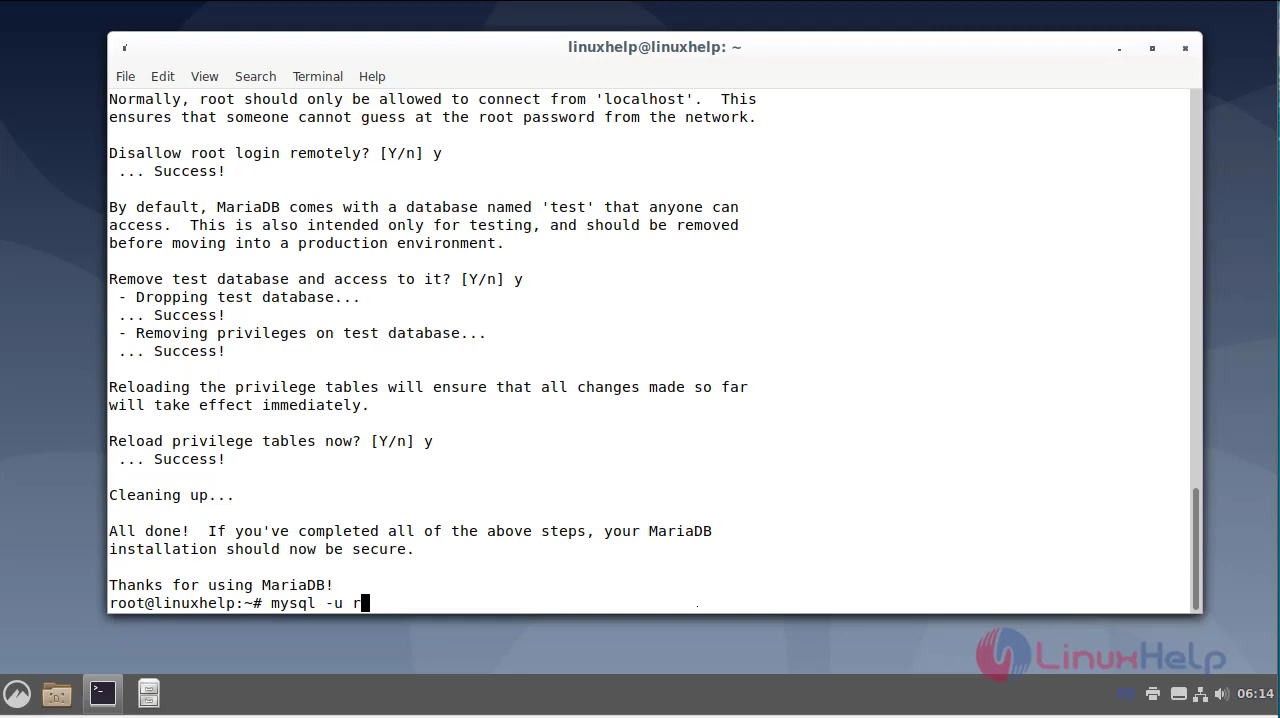 linuxhelp@linuxhelp: ~
File Edit View Search Terminal Help
Normally, root should only be allowed to connect from 'localhost'.  This
ensures that someone cannot guess at the root password from the network.
Disallow root login remotely? [Y/n] y
 ... Success!
By default, MariaDB comes with a database named 'test' that anyone can
access.  This is also intended only for testing, and should be removed
before moving into a production environment.
Remove test database and access to it? [Y/n] y
 - Dropping test database...
 ... Success!
 - Removing privileges on test database...
 ... Success!
Reloading the privilege tables will ensure that all changes made so far
will take effect immediately.
Reload privilege tables now? [Y/n] y
 ... Success!
Cleaning up...
All done!  If you've completed all of the above steps, your MariaDB
installation should now be secure.
Thanks for using MariaDB!
root@linuxhelp:~# mysql -u r
LinuxHelp
06:14